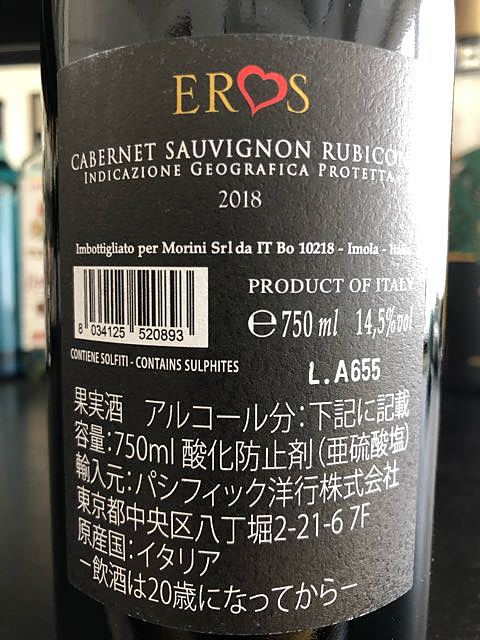 EROS
CABERNET SAUVIGNON RUBICON
INDICAZIONE GEOGRAFICA PROTETTA
2018
Imbottigliato per Morini Srl da IT Bo 10218 - Imola -
PRODUCT OF ITALY
8 034125 520893
℮ 750 ml 14,5% vol
CONTIENE SOLFITI - CONTAINS SULPHITES
L.A655
果実酒 アルコール分:下記に記載
容量:750ml 酸化防止剤(亜硫酸塩)
輸入元:パシフィック洋行株式会社
東京都中央区八丁堀2-21-6 7F
原産国:イタリア
ー飲酒は20歳になってからー